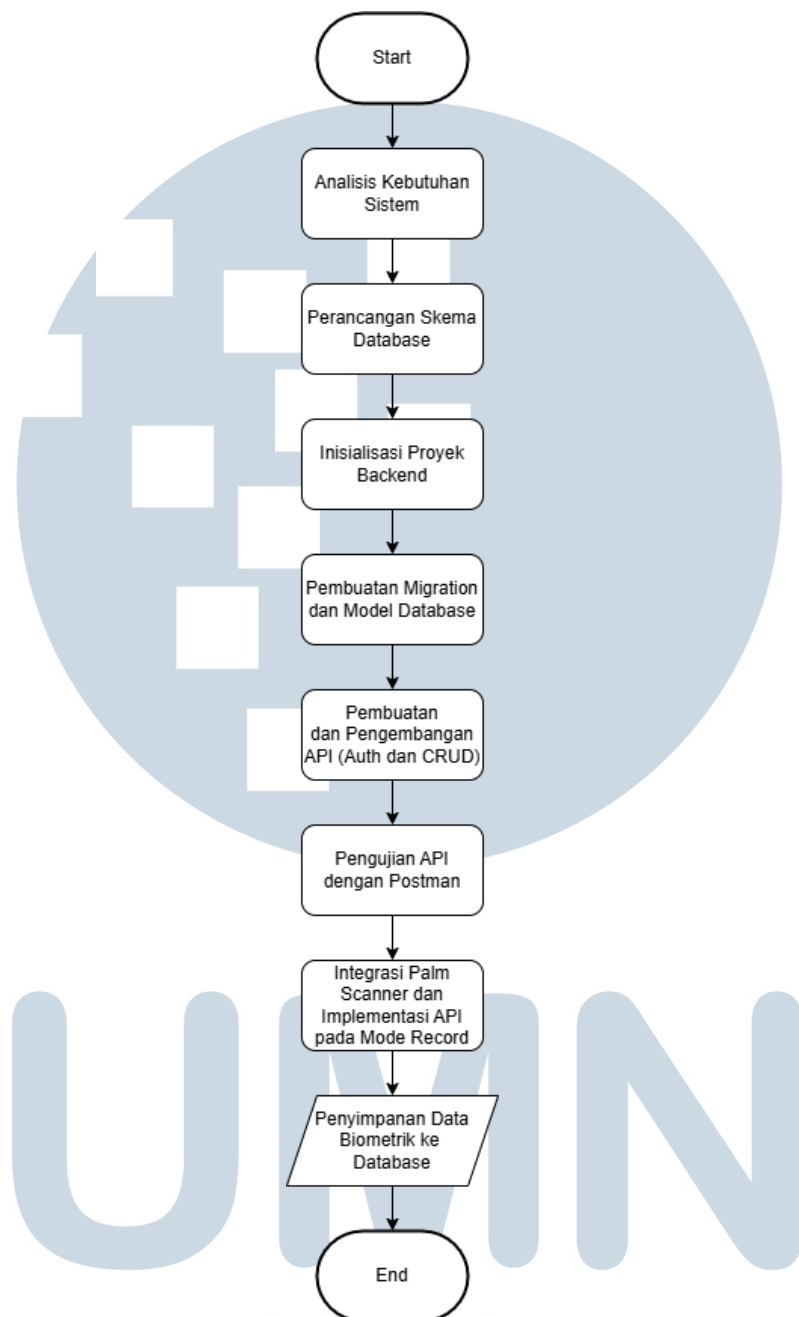 Start
Analisis Kebutuhan
Sistem
Perancangan Skema
Database
Inisialisasi Proyek
Backend
Pembuatan Migration
dan Model Database
Pembuatan
dan Pengembangan
API (Auth dan CRUD)
Pengujian API
dengan Postman
Integrasi Palm
Scanner dan
Implementasi API
pada Mode Record
Penyimpanan Data
Biometrik ke
Database
End
UMN